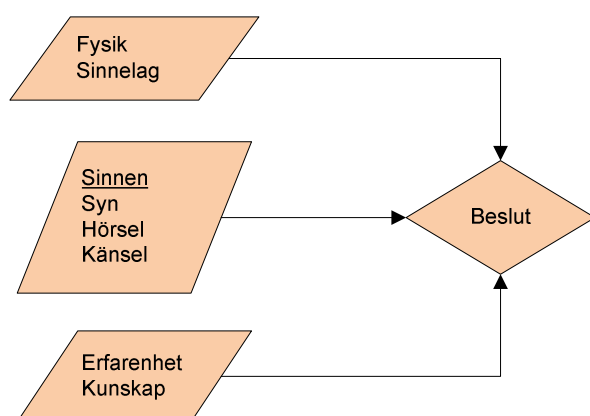 Fysik
Sinnelag
Sinnen
Syn
Hörsel
Känsel
Beslut
Erfarenhet
Kunskap